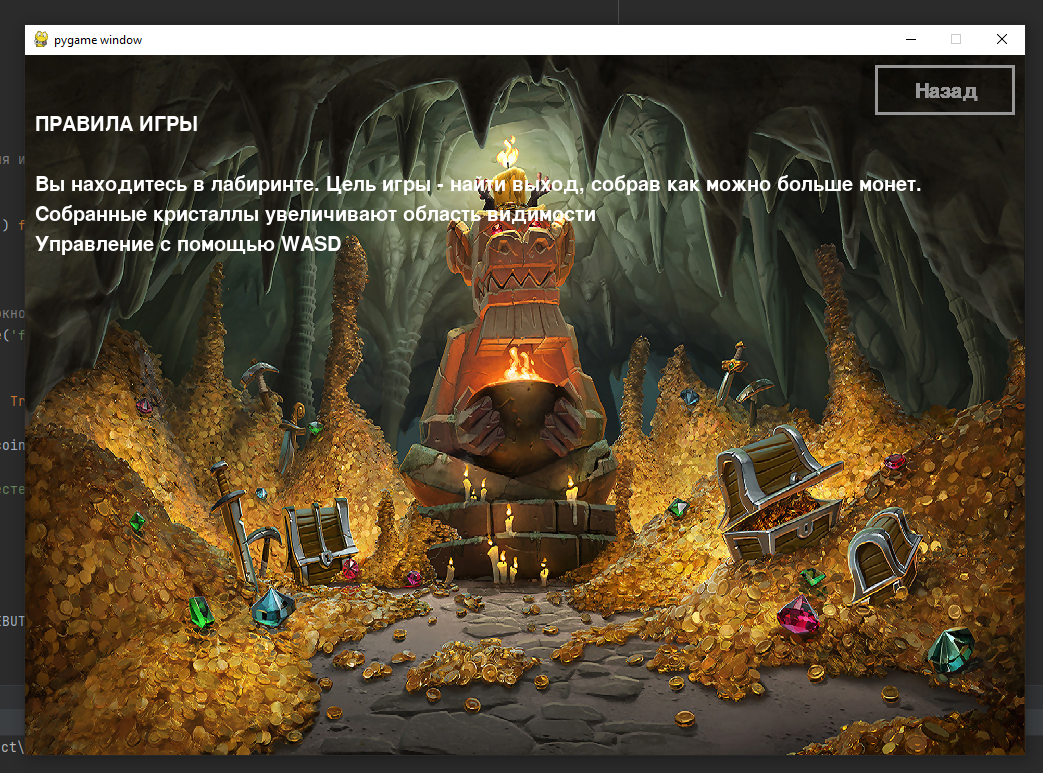 pygame window
Назад
ПРАВИЛА ИГРЫ
Вы находитесь в лабиринте. Цель игры - найти выход, собрав как можно больше монет.
Собранные кристаллы увеличивают область видимости
Управление с помощью WASD